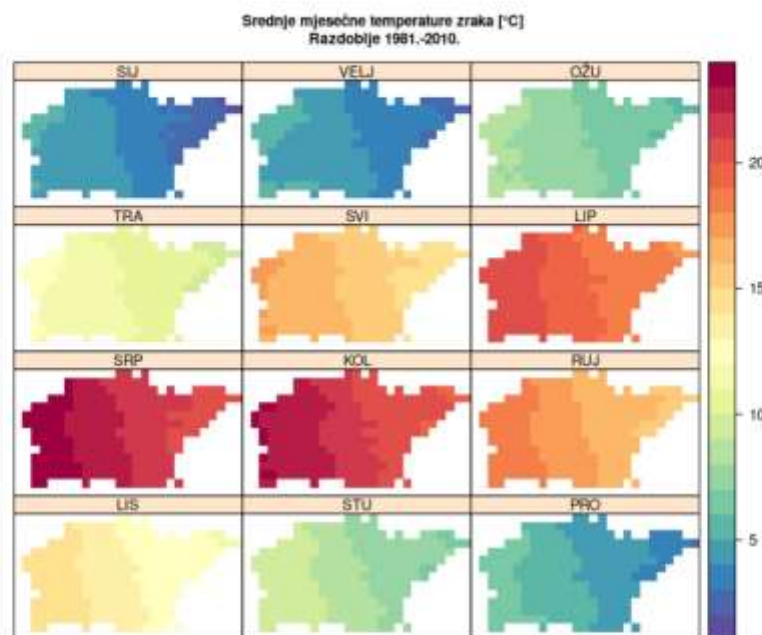 Srednje mjesečne temperature zraka [°C]
Razdoblje 1981.-2010.
SIJ
VELJ
OŽU
TRA
SVI
LIP
SRP
KOL
RUJ
LIS
STU
PRO
20
15
10
5